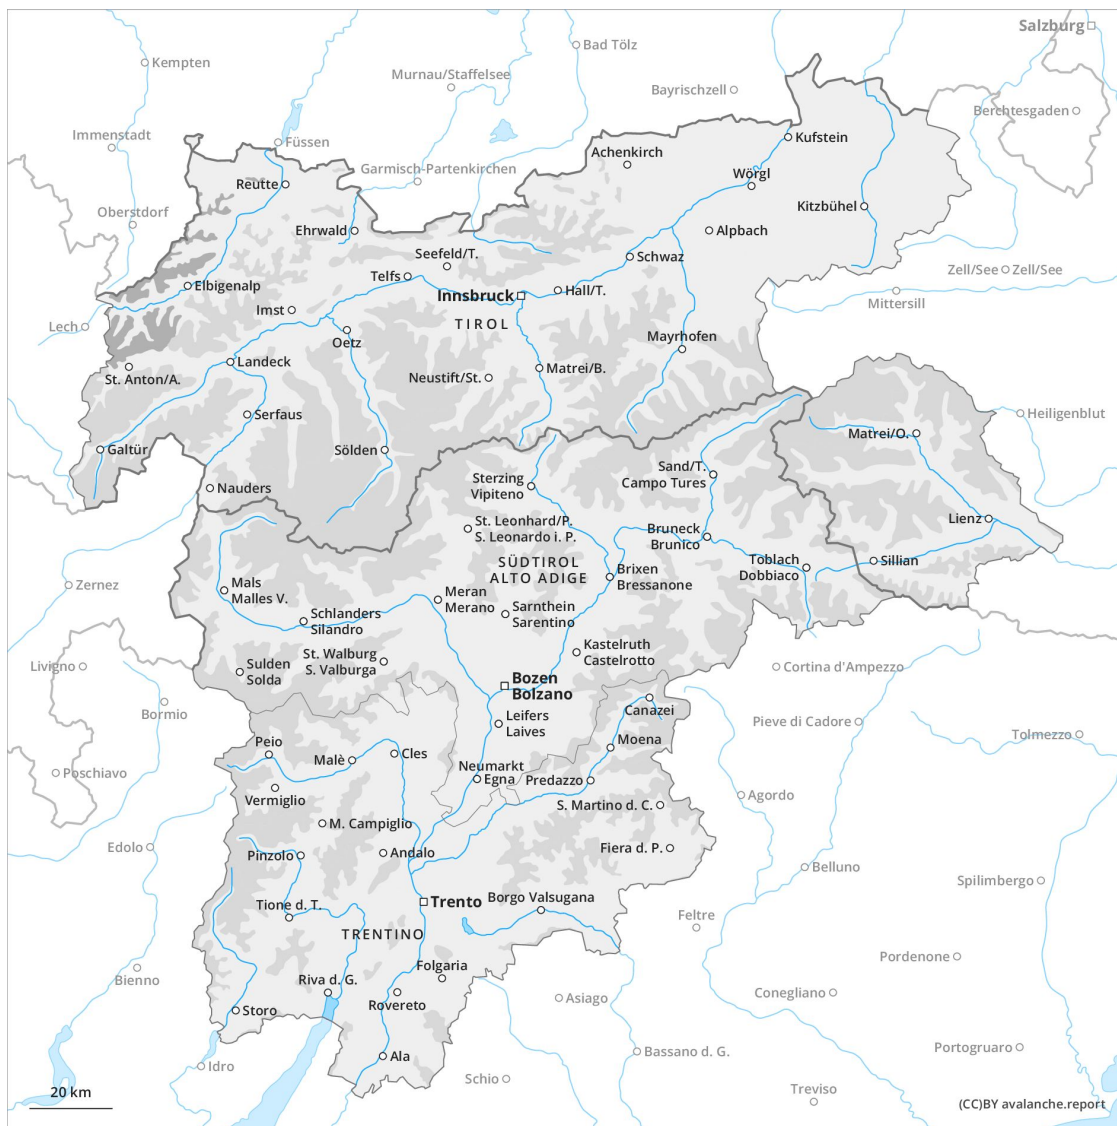 Salzburg
Kempten
Bad Tölz
Murnau/Staffelsee
Bayrischzell
Berchtesgaden
Immenstadt
Füssen
Kufstein
Achenkirch
Garmisch-Partenkirchen
Wörgl
Reutte
Kitzbühel
Oberstdorf
Ehrwald
Alpbach
Seefeld/T.
Schwaz
Telfs
Zell/See
Zell/See
Elbigenalp
Hall/T.
Innsbruck
Mittersill
Imst
TIROL
Lech
Oetz
Mayrhofen
Landeck
Matrei/B.
St. Anton/A.
Neustift/St.
Serfaus
Heiligenblut
Matrei/O.
Galtür
Sölden
Sand/T.
Campo Tures
Sterzing
Vipiteno
Nauders
Lienz
St. Leonhard/P.
S. Leonardo i. P.
Bruneck
Brunico
SÜDTIROL
ALTO ADIGE
Toblach
Dobbiaco
Sillian
Brixen
Bressanone
Zernez
Mals
Malles V.
Meran
Merano
Sarnthein
Sarentino
Schlanders
Silandro
Kastelruth
Castelrotto
St. Walburg
S. Valburga
Livigno
Sulden
Solda
Cortina d'Ampezzo
Bozen
Bolzano
Bormio
Canazei
Leifers
Laives
Pieve di Cadore
Tolmezzo
Peio
Malè
Cles
Moena
Poschiavo
Neumarkt
Egna
Predazzo
Vermiglio
Agordo
S. Martino d. C.
M. Campiglio
Edolo
Pinzolo
Andalo
Fiera d. P.
Belluno
Spilimbergo
Tione d. T.
Trento
Borgo Valsugana
Feltre
TRENTINO
Pordenone
Bienno
Folgaria
Riva d. G.
Rovereto
Conegliano
Asiago
Storo
Portogruaro
Ala
Bassano d. G.
Idro
Schio
Treviso
20 km
(CC)BY avalanche.report